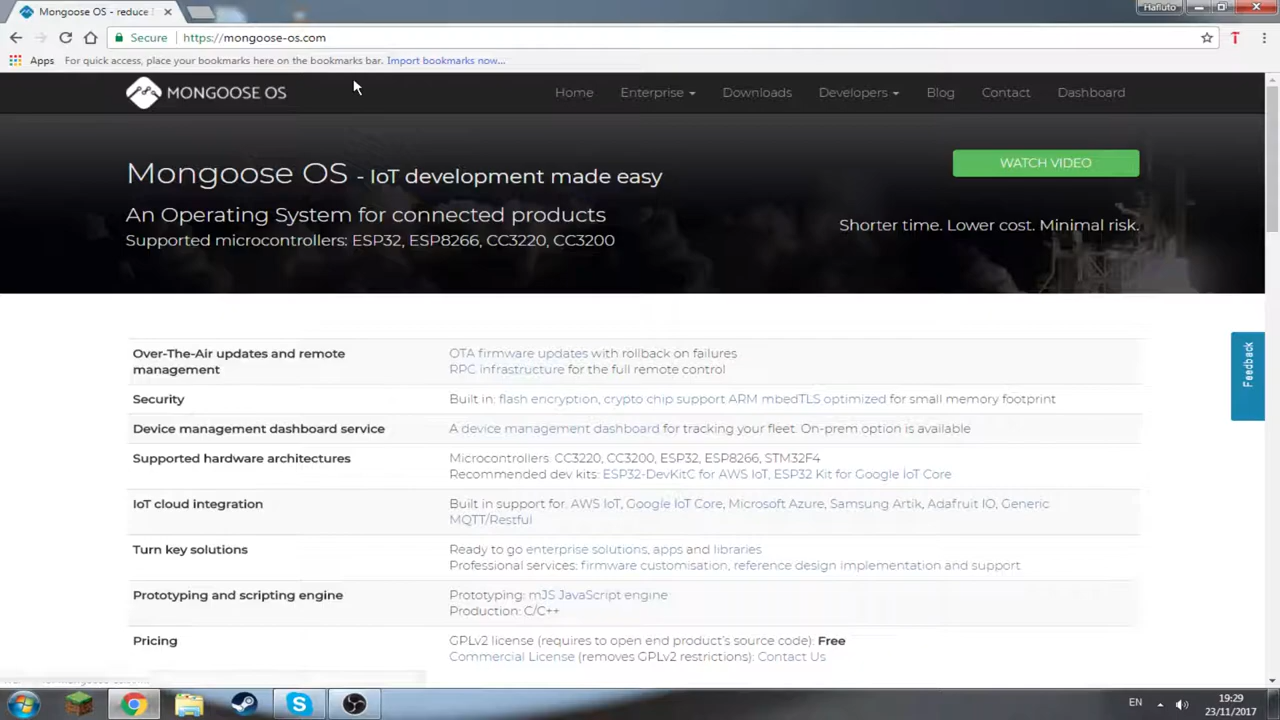 Mongoose OS - reduce
Hafluto
Secure
https://mongoose-os.com
Apps
For quick access, place your bookmarks here on the bookmarks bar. Import bookmarks now...
MONGOOSE OS
Home
Enterprise
Downloads
Developers
Blog
Contact
Dashboard
Mongoose OS - IoT development made easy
WATCH VIDEO
An Operating System for connected products
Supported microcontrollers: ESP32, ESP8266, CC3220, CC3200
Shorter time. Lower cost. Minimal risk.
Over-The-Air updates and remote
management
OTA firmware updates with rollback on failures
RPC infrastructure for the full remote control
Security
Built in: flash encryption, crypto chip support ARM mbedTLS optimized for small memory footprint
Device management dashboard service
A device management dashboard for tracking your fleet. On-prem option is available
Supported hardware architectures
Microcontrollers: CC3220, CC3200, ESP32, ESP8266, STM32F4
Recommended dev kits: ESP32-DevKitC for AWS IoT, ESP32 Kit for Google IoT Core
IoT cloud integration
Built in support for: AWS IoT, Google IoT Core, Microsoft Azure, Samsung Artik, Adafruit IO, Generic
MQTT/Restful
Turn key solutions
Ready to go enterprise solutions, apps and libraries
Professional services: firmware customisation, reference design implementation and support
Prototyping and scripting engine
Prototyping: mJS JavaScript engine
Production: C/C++
Pricing
GPLv2 license (requires to open end product's source code): Free
Commercial License (removes GPLv2 restrictions): Contact Us
Feedback
EN
19:29
23/11/2017